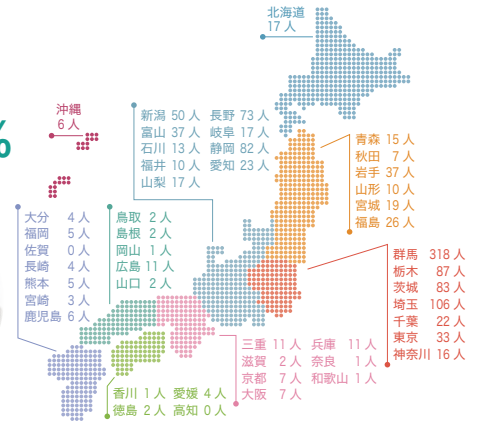 北海道
17 人
沖縄
6 人
%
新潟 50 人 長野 73 人
富山 37 人 岐阜 17 人
石川 13 人 静岡 82 人
福井 10 人 愛知 23 人
山梨 17 人
青森 15 人
秋田 7 人
岩手 37 人
山形 10 人
宮城 19 人
福島 26 人
大分 4 人
福岡 5 人
佐賀 0 人
長崎 4 人
熊本 5 人
宮崎 3 人
鹿児島 6 人
鳥取 2 人
島根 2 人
岡山 1 人
広島 11 人
山口 2 人
群馬 318 人
栃木 87 人
茨城 83 人
埼玉 106 人
千葉 22 人
東京 33 人
神奈川 16 人
三重 11 人 兵庫 11 人
滋賀 2 人 奈良 1 人
京都 7 人 和歌山 1 人
大阪 7 人
香川 1 人 愛媛 4 人
徳島 2 人 高知 0 人